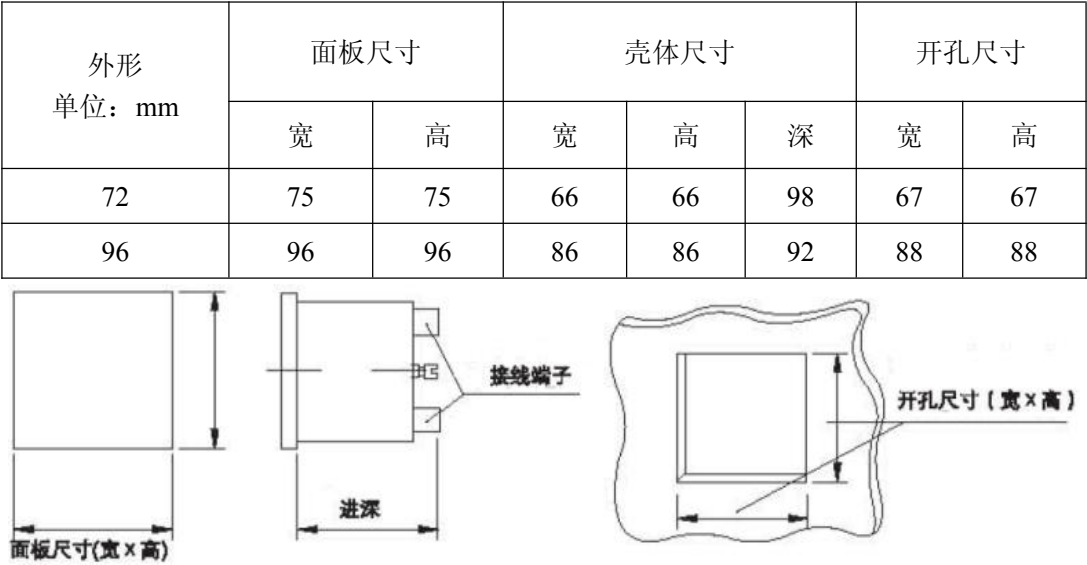 外形
单位：mm
面板尺寸 壳体尺寸 开孔尺寸
宽 高 宽 高 深 宽 高
72 75 75 66 66 98 67 67
96 96 96 86 86 92 88 88
接线端子
开孔尺寸（宽×高）
进深
面板尺寸(宽×高)